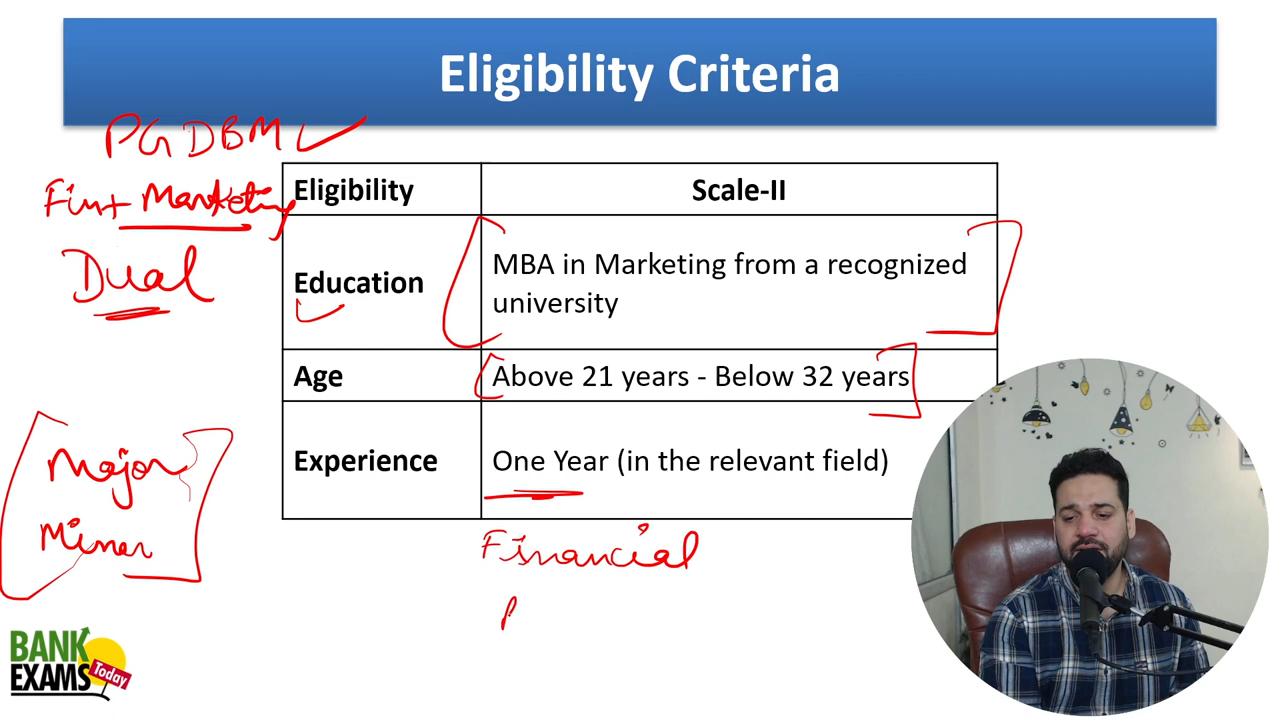 Eligibility Criteria
PGDBM
Fin + Marketing
Dual
Eligibility
Scale-II
Education
MBA in Marketing from a recognized
university
Age
Above 21 years - Below 32 years
Experience
One Year (in the relevant field)
Major
Minor
Financial
BANK
EXAMS
Today